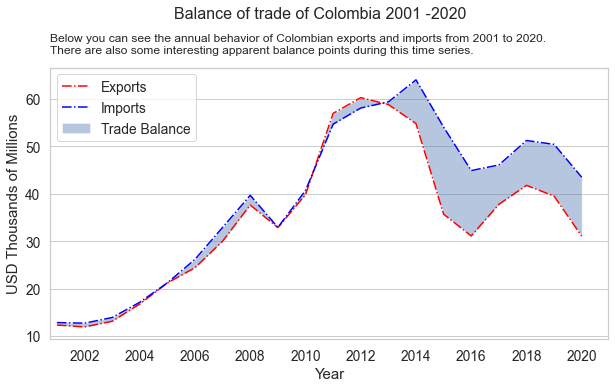 Balance of trade of Colombia 2001 -2020
Below you can see the annual behavior of Colombian exports and imports from 2001 to 2020.
There are also some interesting apparent balance points during this time series.
Exports
Imports
Trade Balance
USD Thousands of Millions
60
50
40
30
20
10
2002 2004 2006 2008 2010 2012 2014 2016 2018 2020
Year